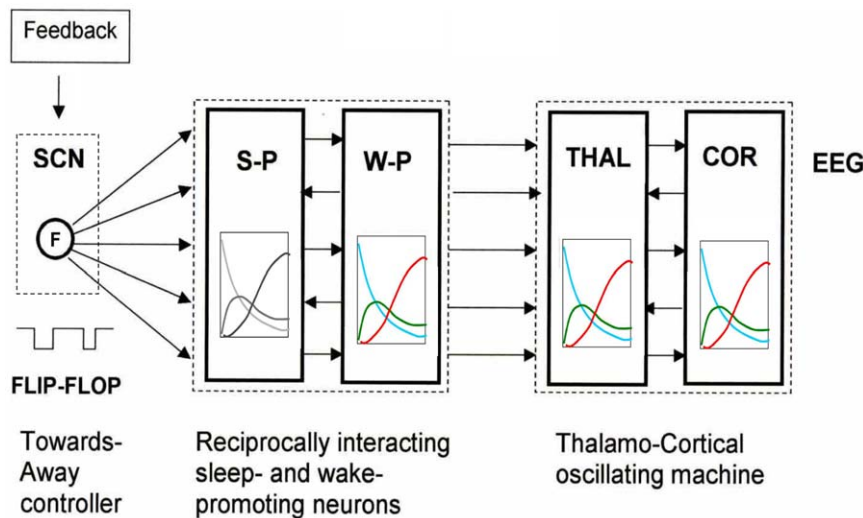 Feedback
SCN
F
FLIP-FLOP
Towards-
Away
controller
S-P
W-P
Reciprocally interacting
sleep- and wake-
promoting neurons
THAL
COR
EEG
Thalamo-Cortical
oscillating machine